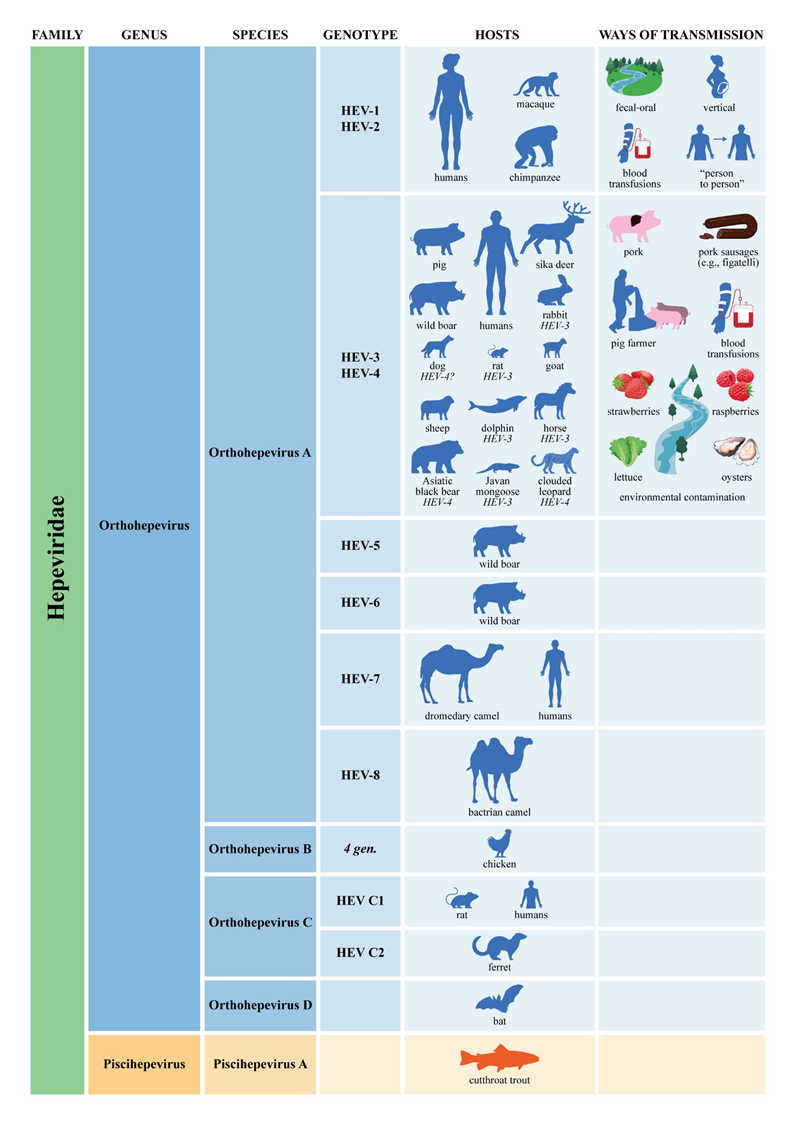 FAMILY GENUS SPECIES GENOTYPE HOSTS WAYS OF TRANSMISSION
Hepeviridae
Orthohepevirus
Orthohepevirus A
HEV-1
HEV-2
humans
macaque
chimpanzee
fecal-oral
vertical
blood
transfusions
“person
to person”
HEV-3
HEV-4
pig
sika deer
wild boar
humans
rabbit
HEV-3
dog
HEV-4?
rat
HEV-3
goat
sheep
dolphin
HEV-3
horse
HEV-3
Asiatic
black bear
HEV-4
Javan
mongoose
HEV-3
clouded
leopard
HEV-4
pork
pork sausages
(e.g., figatelli)
pig farmer
blood
transfusions
strawberries
raspberries
lettuce
oysters
environmental contamination
HEV-5
wild boar
HEV-6
wild boar
HEV-7
dromedary camel
humans
HEV-8
bactrian camel
Orthohepevirus B
4 gen.
chicken
Orthohepevirus C
HEV C1
rat
humans
HEV C2
ferret
Orthohepevirus D
bat
Piscihepevirus
Piscihepevirus A
cutthroat trout